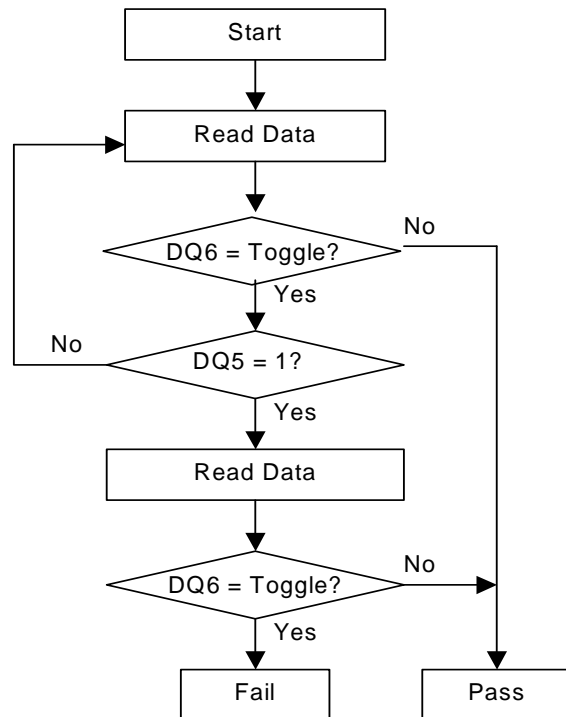 Start
Read Data
DQ6 = Toggle?
No
Yes
No
DQ5 = 1?
Yes
Read Data
DQ6 = Toggle?
No
Yes
Fail
Pass